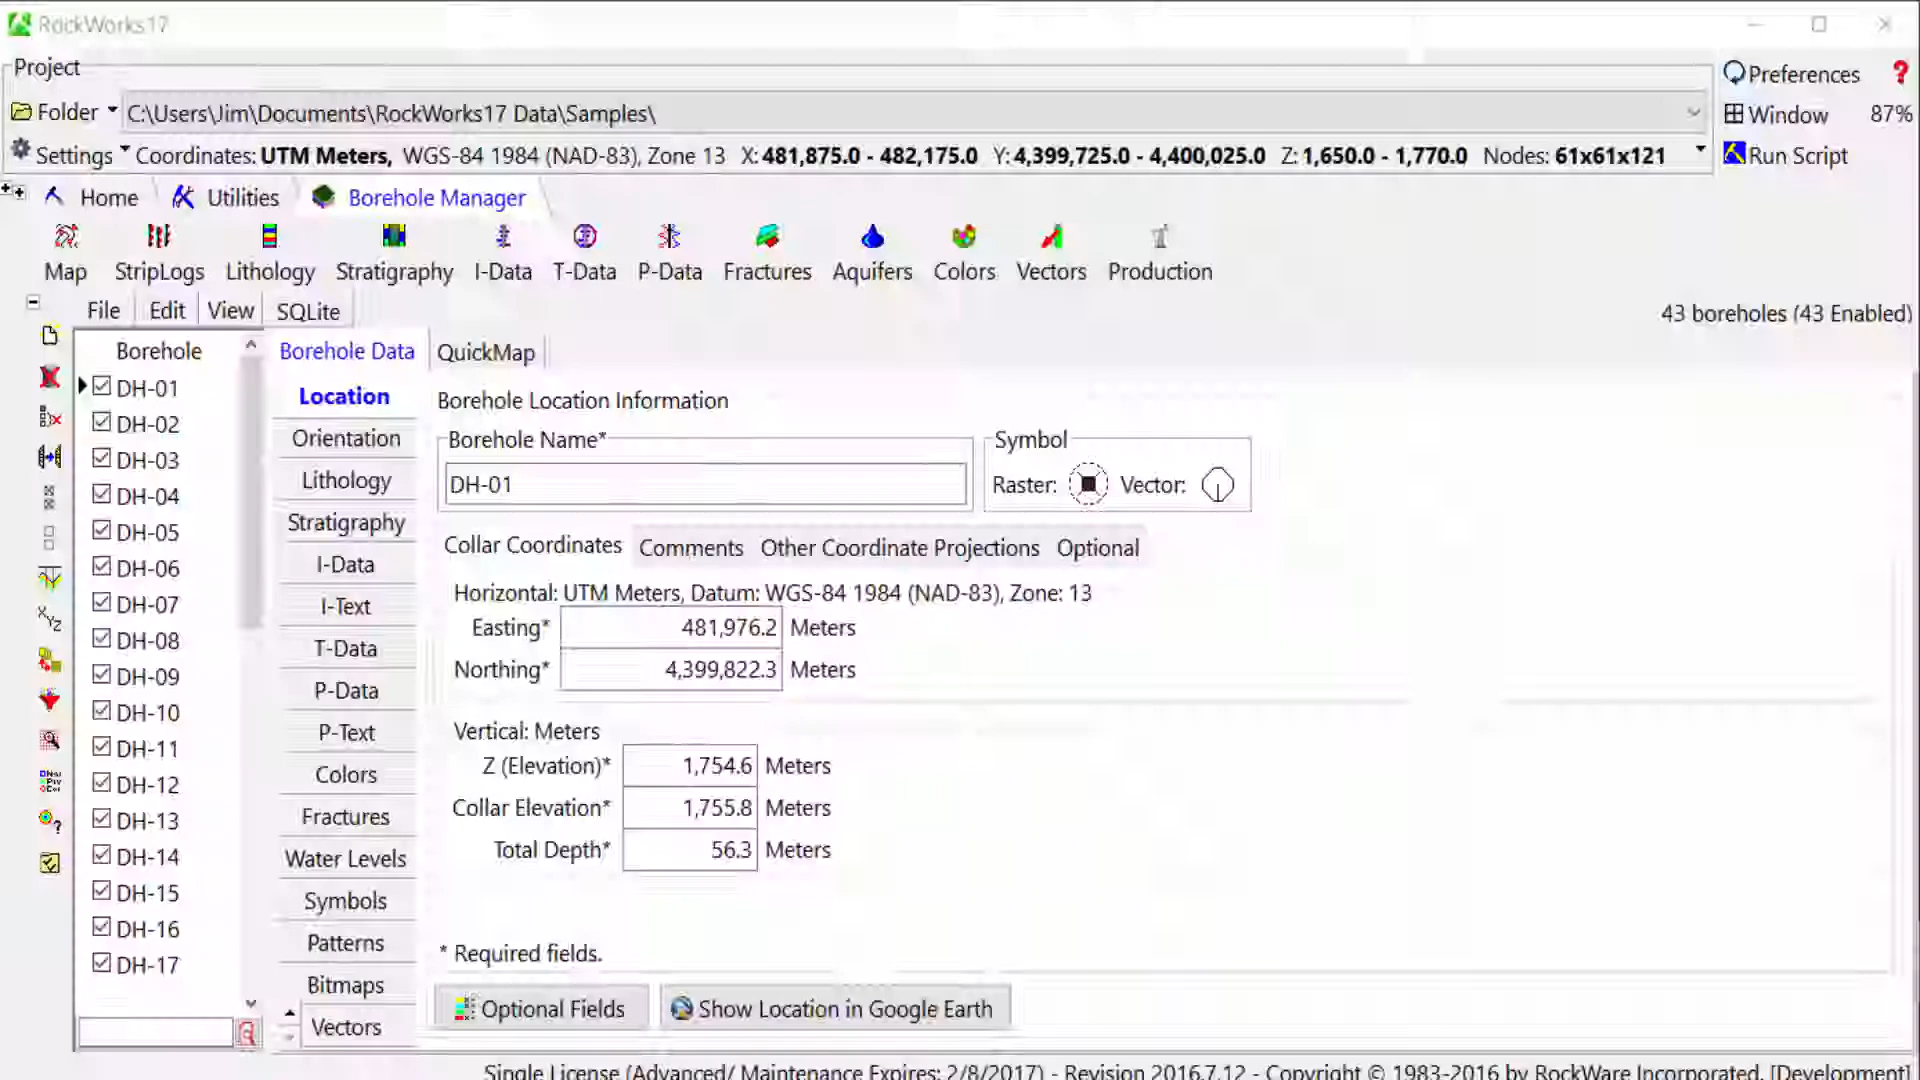 RockWorks17
Project
Folder C:\Users\Jim\Documents\RockWorks17 Data\Samples\
Settings Coordinates: UTM Meters, WGS-84 1984 (NAD-83), Zone 13 X: 481,875.0 - 482,175.0 Y: 4,399,725.0 - 4,400,025.0 Z: 1,650.0 - 1,770.0 Nodes: 61x61x121
Preferences ?
Window 87%
Run Script
Home Utilities Borehole Manager
Map StripLogs Lithology Stratigraphy I-Data T-Data P-Data Fractures Aquifers Colors Vectors Production
File Edit View SQLite
43 boreholes (43 Enabled)
Borehole
DH-01
DH-02
DH-03
DH-04
DH-05
DH-06
DH-07
DH-08
DH-09
DH-10
DH-11
DH-12
DH-13
DH-14
DH-15
DH-16
DH-17
Borehole Data QuickMap
Location
Orientation
Lithology
Stratigraphy
I-Data
I-Text
T-Data
P-Data
P-Text
Colors
Fractures
Water Levels
Symbols
Patterns
Bitmaps
Vectors
Borehole Location Information
Borehole Name*
DH-01
Symbol
Raster: Vector:
Collar Coordinates Comments Other Coordinate Projections Optional
Horizontal: UTM Meters, Datum: WGS-84 1984 (NAD-83), Zone: 13
Easting* 481,976.2 Meters
Northing* 4,399,822.3 Meters
Vertical: Meters
Z (Elevation)* 1,754.6 Meters
Collar Elevation* 1,755.8 Meters
Total Depth* 56.3 Meters
* Required fields.
Optional Fields Show Location in Google Earth
Single License (Advanced/ Maintenance Expires: 2/8/2017) - Revision 2016.7.12 - Copyright © 1983-2016 by RockWare Incorporated. [Development]